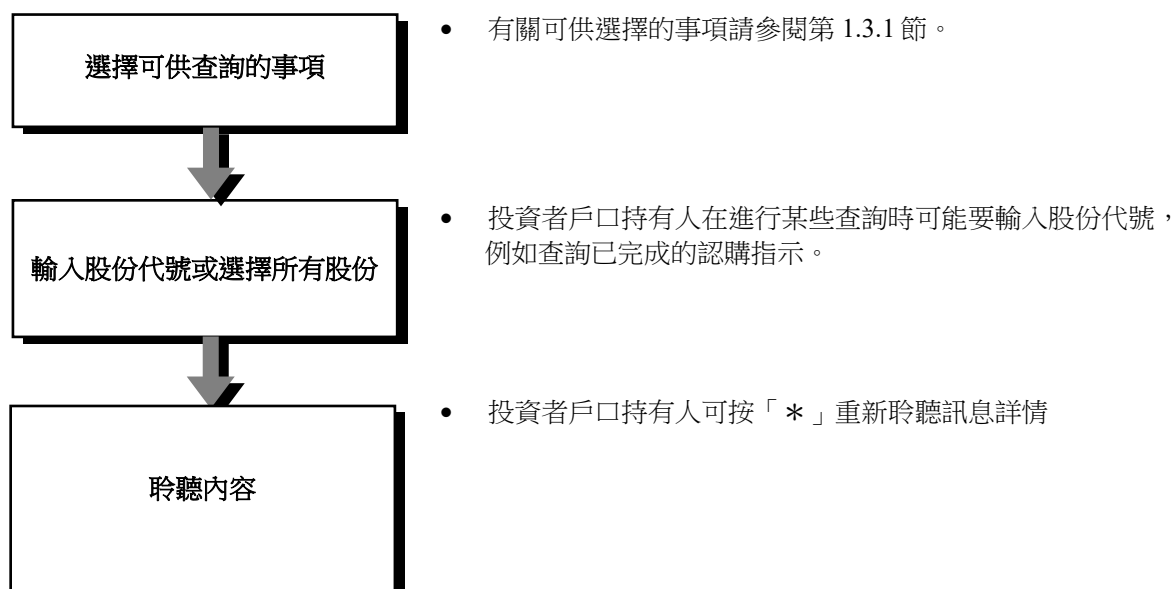 選擇可供查詢的事項
• 有關可供選擇的事項請參閱第 1.3.1 節。
輸入股份代號或選擇所有股份
• 投資者戶口持有人在進行某些查詢時可能要輸入股份代號，
例如查詢已完成的認購指示。
聆聽內容
• 投資者戶口持有人可按「＊」重新聆聽訊息詳情